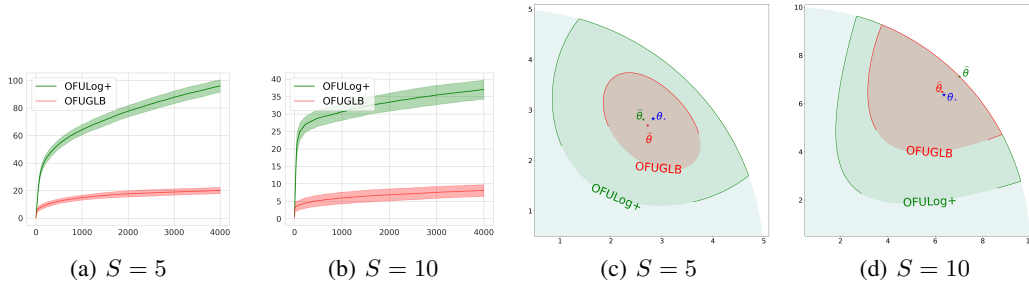 100
80
60
40
20
0
0 1000 2000 3000 4000
OFULog+
OFUGLB
(a) S = 5
40
35
30
25
20
15
10
5
0
0 1000 2000 3000 4000
OFULog+
OFUGLB
(b) S = 10
5
4
3
2
1
1 2 3 4 5
θ̂ θ⋆
θ̂
OFUGLB
OFULog+
(c) S = 5
10
8
6
4
2
2 4 6 8 10
θ̂
θ̂ θ⋆
OFUGLB
OFULog+
(d) S = 10